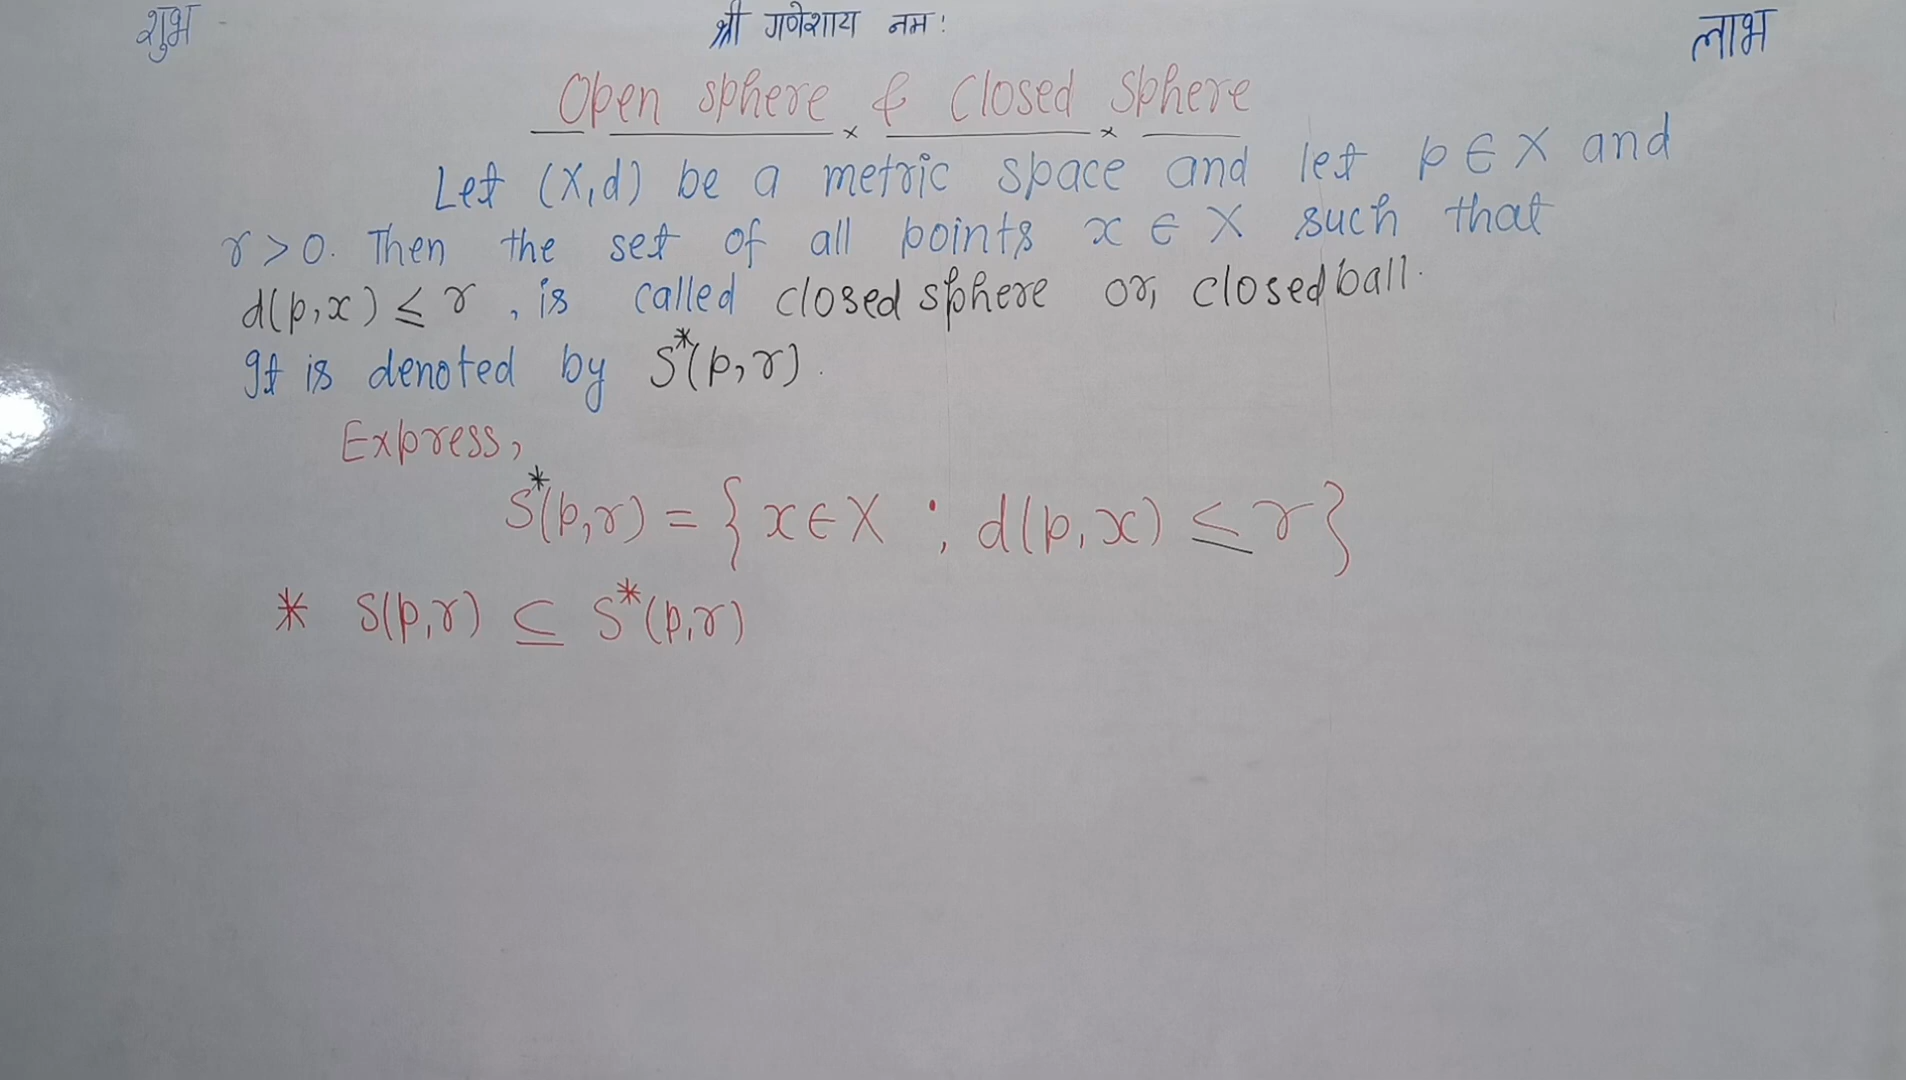 शुभ श्री गणेशाय नमः लाभ
Open sphere & Closed Sphere
Let (X,d) be a metric space and let p ∈ X and
r > 0. Then the set of all points x ∈ X such that
d(p,x) ≤ r , is called closed sphere or, closed ball.
It is denoted by S*(p,r).
Express,
S*(p,r) = { x ∈ X ; d(p,x) ≤ r }
* S(p,r) ⊆ S*(p,r)